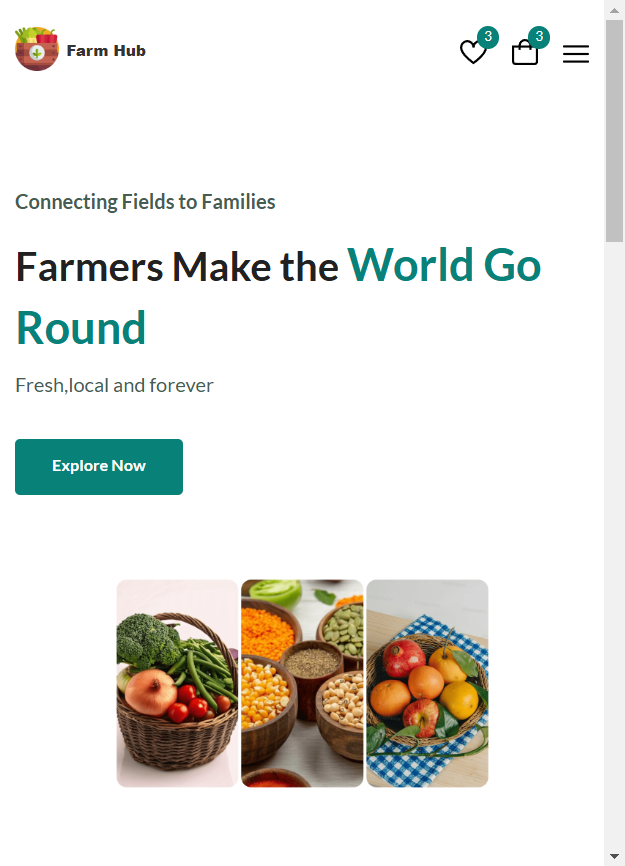 Farm Hub
3
3
Connecting Fields to Families
Farmers Make the World Go
Round
Fresh,local and forever
Explore Now